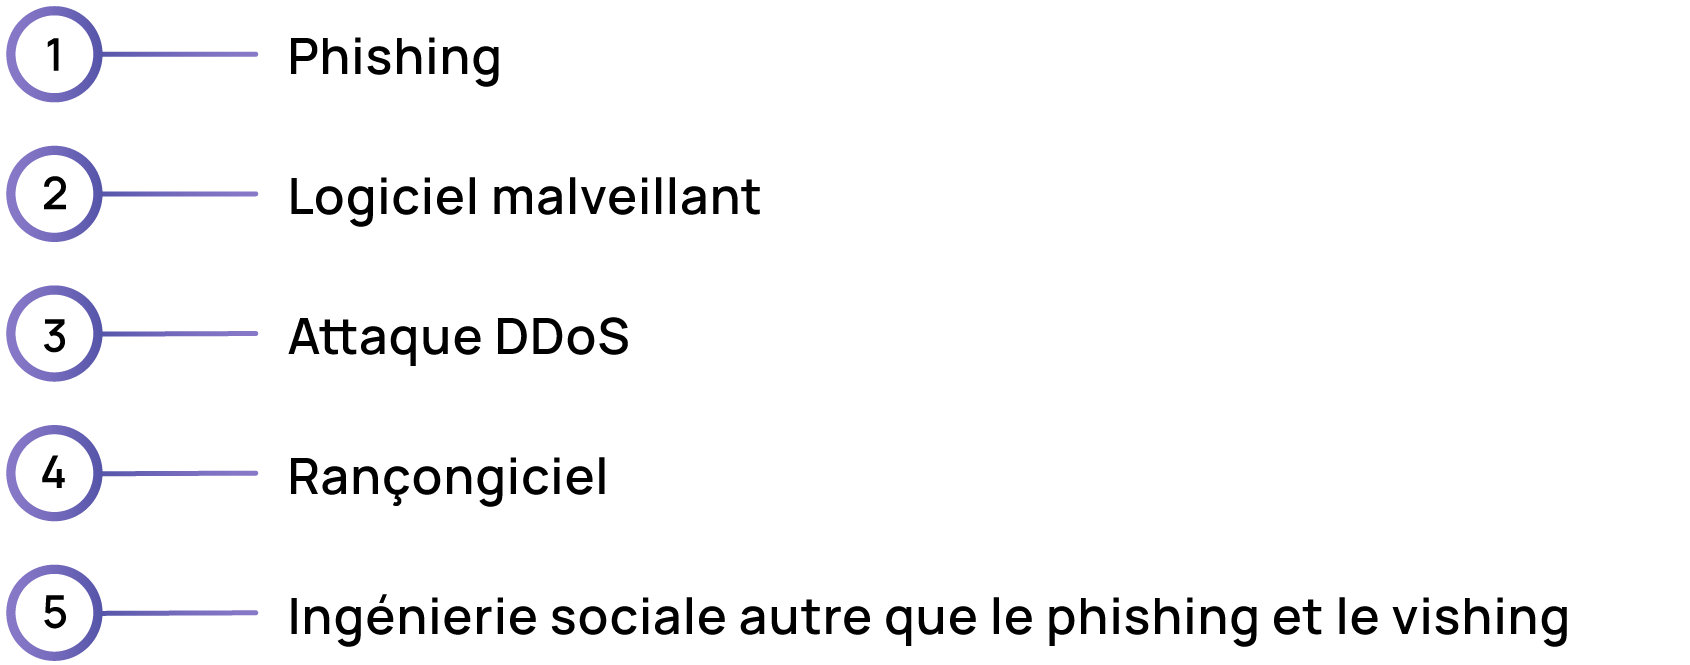 1 Phishing
2 Logiciel malveillant
3 Attaque DDoS
4 Rançongiciel
5 Ingénierie sociale autre que le phishing et le vishing